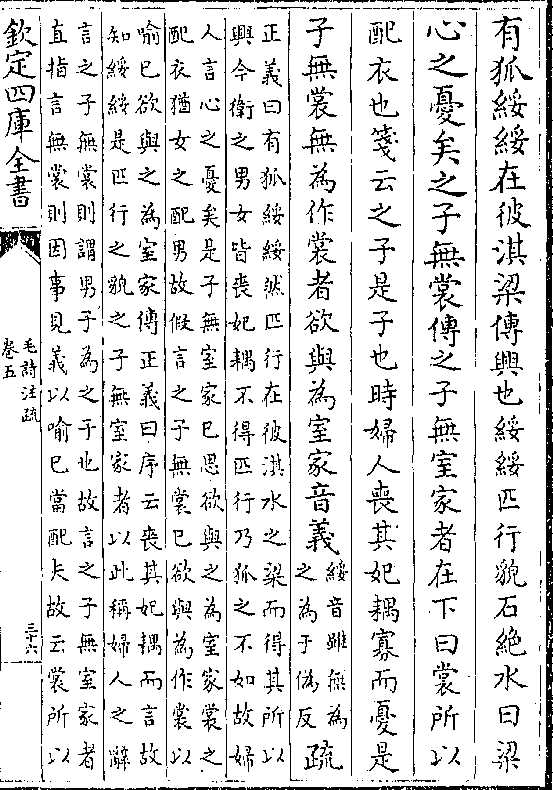 有狐綏綏在彼淇梁傳興也綏綏匹行貌石絶水曰梁
心之憂矣之子無裳傳之子無室家者在下曰裳所以
配衣也箋云之子是子也時婦人喪其妃耦寡而憂是
子無裳無為作裳者欲與為室家音義綏音雖無為
之為于偽反疏
正義曰有狐綏綏然匹行在彼淇水之梁而得其所以
興今衛之男女皆喪妃耦不得匹行乃狐之不如故婦
人言心之憂矣是子無室家已思欲與之為室家裳之
配衣猶女之配男故假言之子無裳已欲與為作裳以
喻已欲與之為室家傳正義曰序云喪其妃耦而言故
知綏綏是匹行之貌之子無室家者以此稱婦人之辭
言之子無裳則謂男子為之子也故言之子無室家者
直指言無裳則因事見義以喻已當配夫故云裳所以
欽定四庫全書
毛詩注疏
卷五
三十六